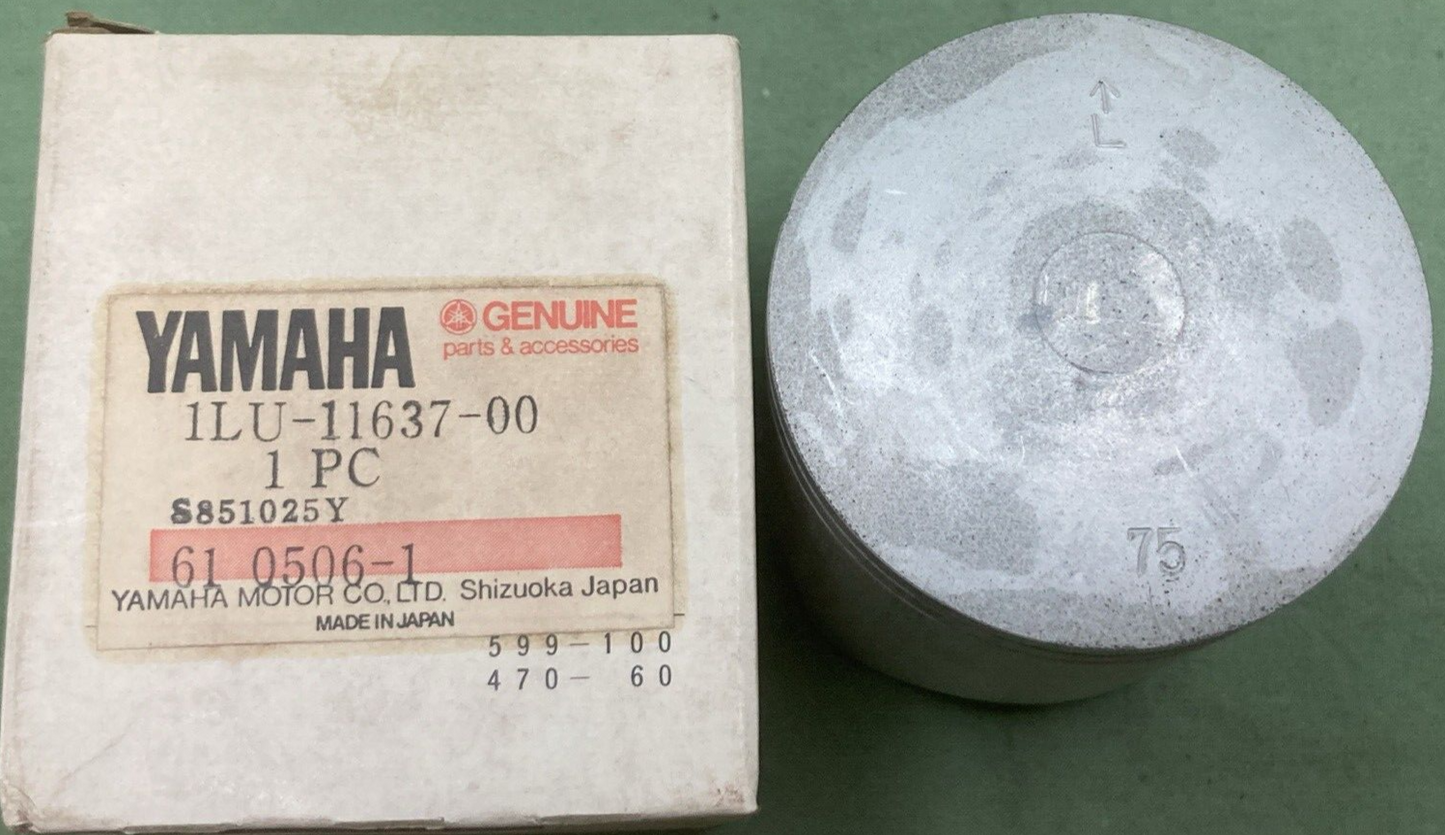 YAMAHA
GENUINE
parts & accessories
1LU-11637-00
1 PC
S851025Y
61 0506-1
YAMAHA MOTOR CO., LTD. Shizuoka Japan
MADE IN JAPAN
599-100
470- 60
↑
L
75